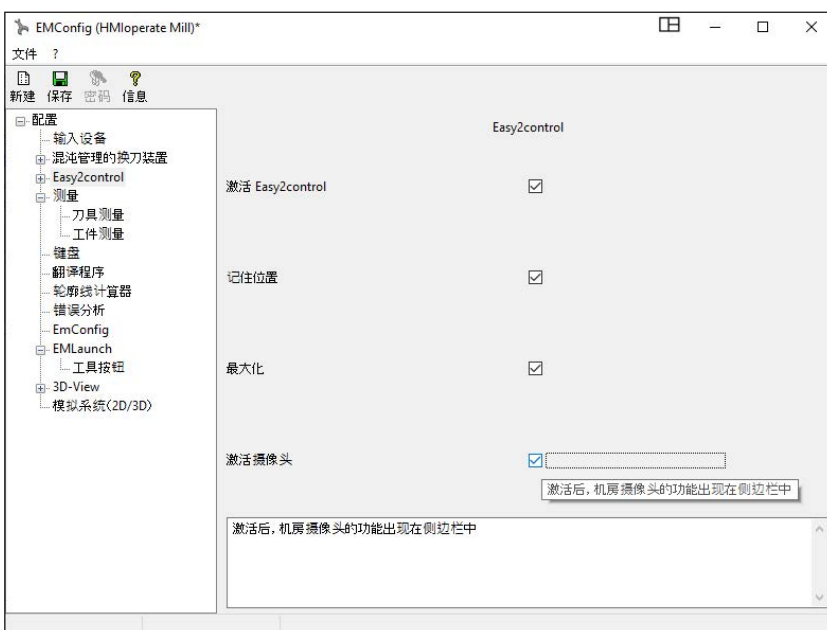 EMConfig (HMIoperate Mill)*
文件 ?
新建 保存 密码 信息
配置
输入设备
混沌管理的换刀装置
Easy2control
测量
刀具测量
工件测量
键盘
翻译程序
轮廓线计算器
错误分析
EmConfig
EMLaunch
工具按钮
3D-View
模拟系统(2D/3D)
Easy2control
激活 Easy2control
记住位置
最大化
激活摄像头
激活后, 机房摄像头的功能出现在侧边栏中
激活后, 机房摄像头的功能出现在侧边栏中